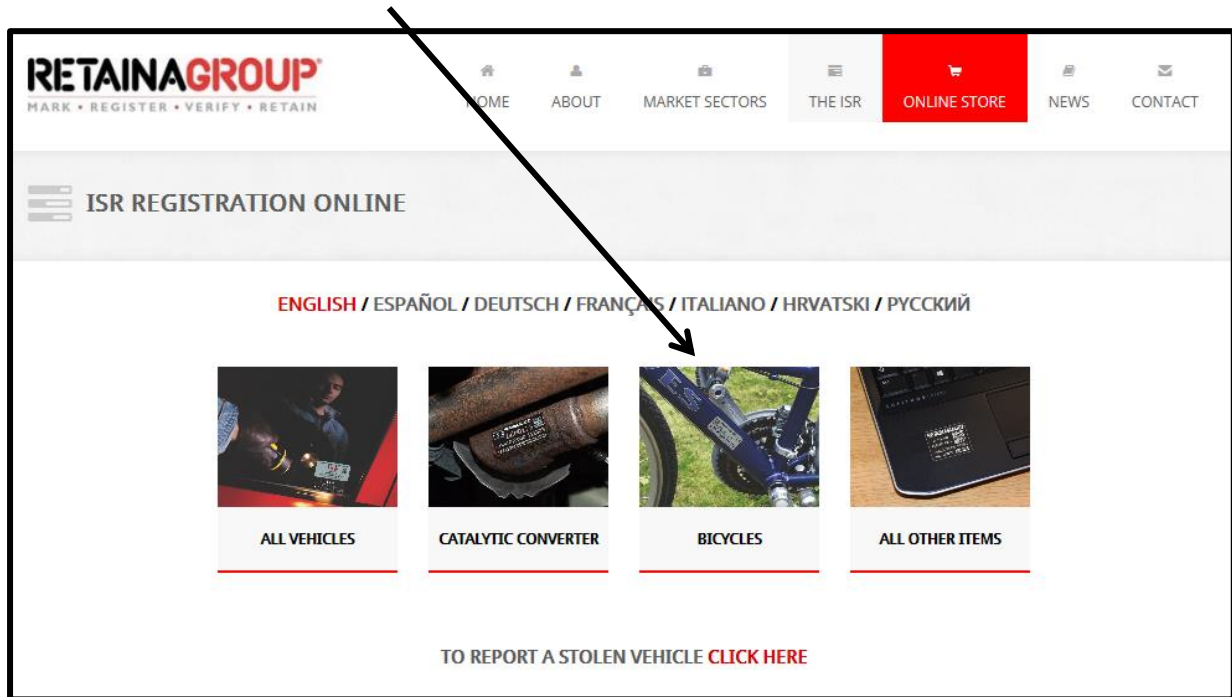 RETAINAGROUP®
MARK • REGISTER • VERIFY • RETAIN
HOME ABOUT MARKET SECTORS THE ISR ONLINE STORE NEWS CONTACT
ISR REGISTRATION ONLINE
ENGLISH / ESPAÑOL / DEUTSCH / FRANÇAIS / ITALIANO / HRVATSKI / РУССКИЙ
ALL VEHICLES CATALYTIC CONVERTER BICYCLES ALL OTHER ITEMS
TO REPORT A STOLEN VEHICLE CLICK HERE